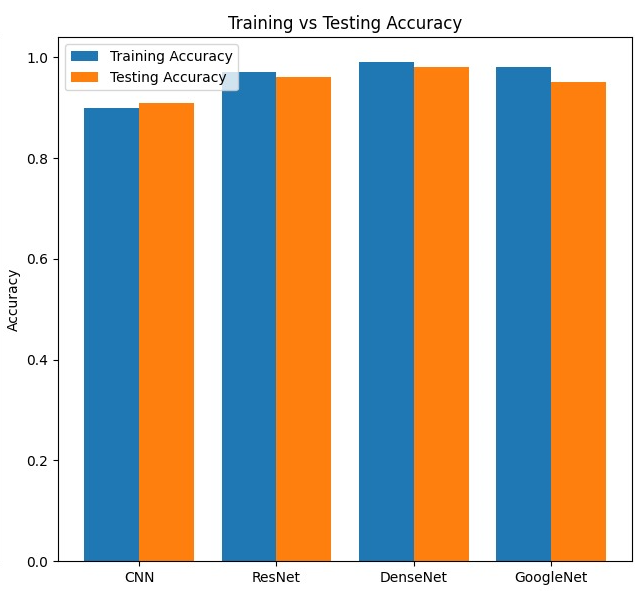 Training vs Testing Accuracy
Training Accuracy
Testing Accuracy
Accuracy
1.0
0.8
0.6
0.4
0.2
0.0
CNN
ResNet
DenseNet
GoogleNet